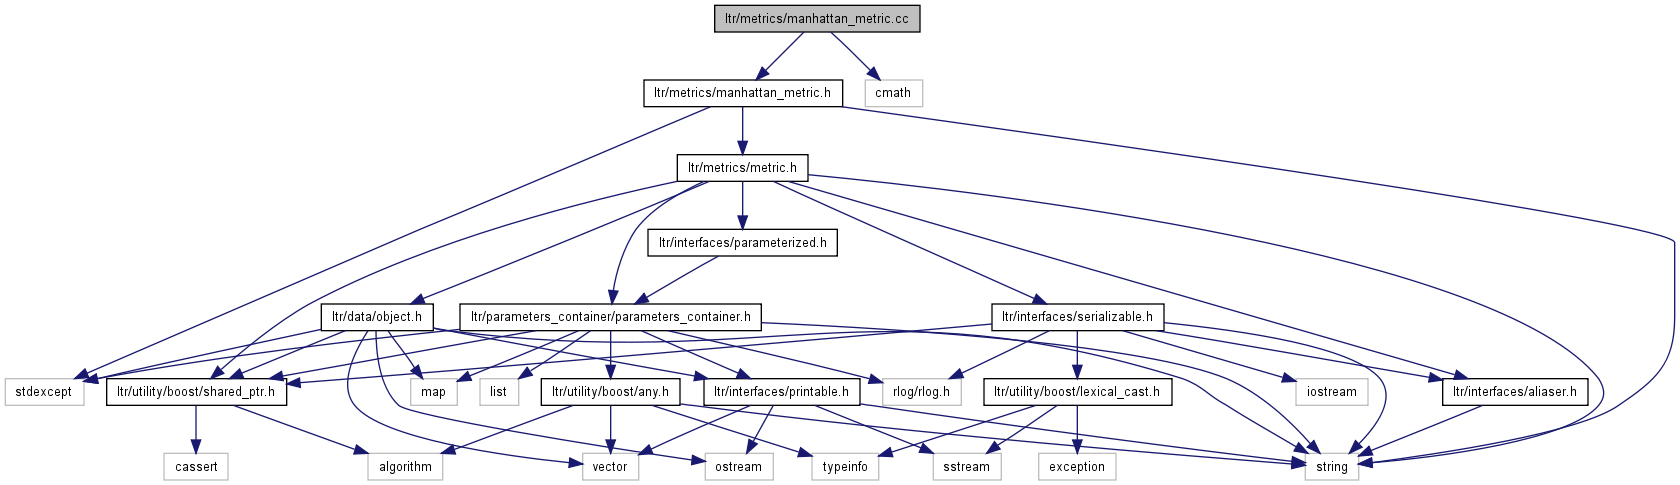 ltr/metrics/manhattan_metric.cc
ltr/metrics/manhattan_metric.h
cmath
ltr/metrics/metric.h
ltr/interfaces/parameterized.h
ltr/data/object.h
ltr/parameters_container/parameters_container.h
ltr/interfaces/serializable.h
stdexcept
ltr/utility/boost/shared_ptr.h
map
list
ltr/utility/boost/any.h
ltr/interfaces/printable.h
rlog/rlog.h
ltr/utility/boost/lexical_cast.h
iostream
ltr/interfaces/aliaser.h
cassert
algorithm
vector
ostream
typeinfo
sstream
exception
string